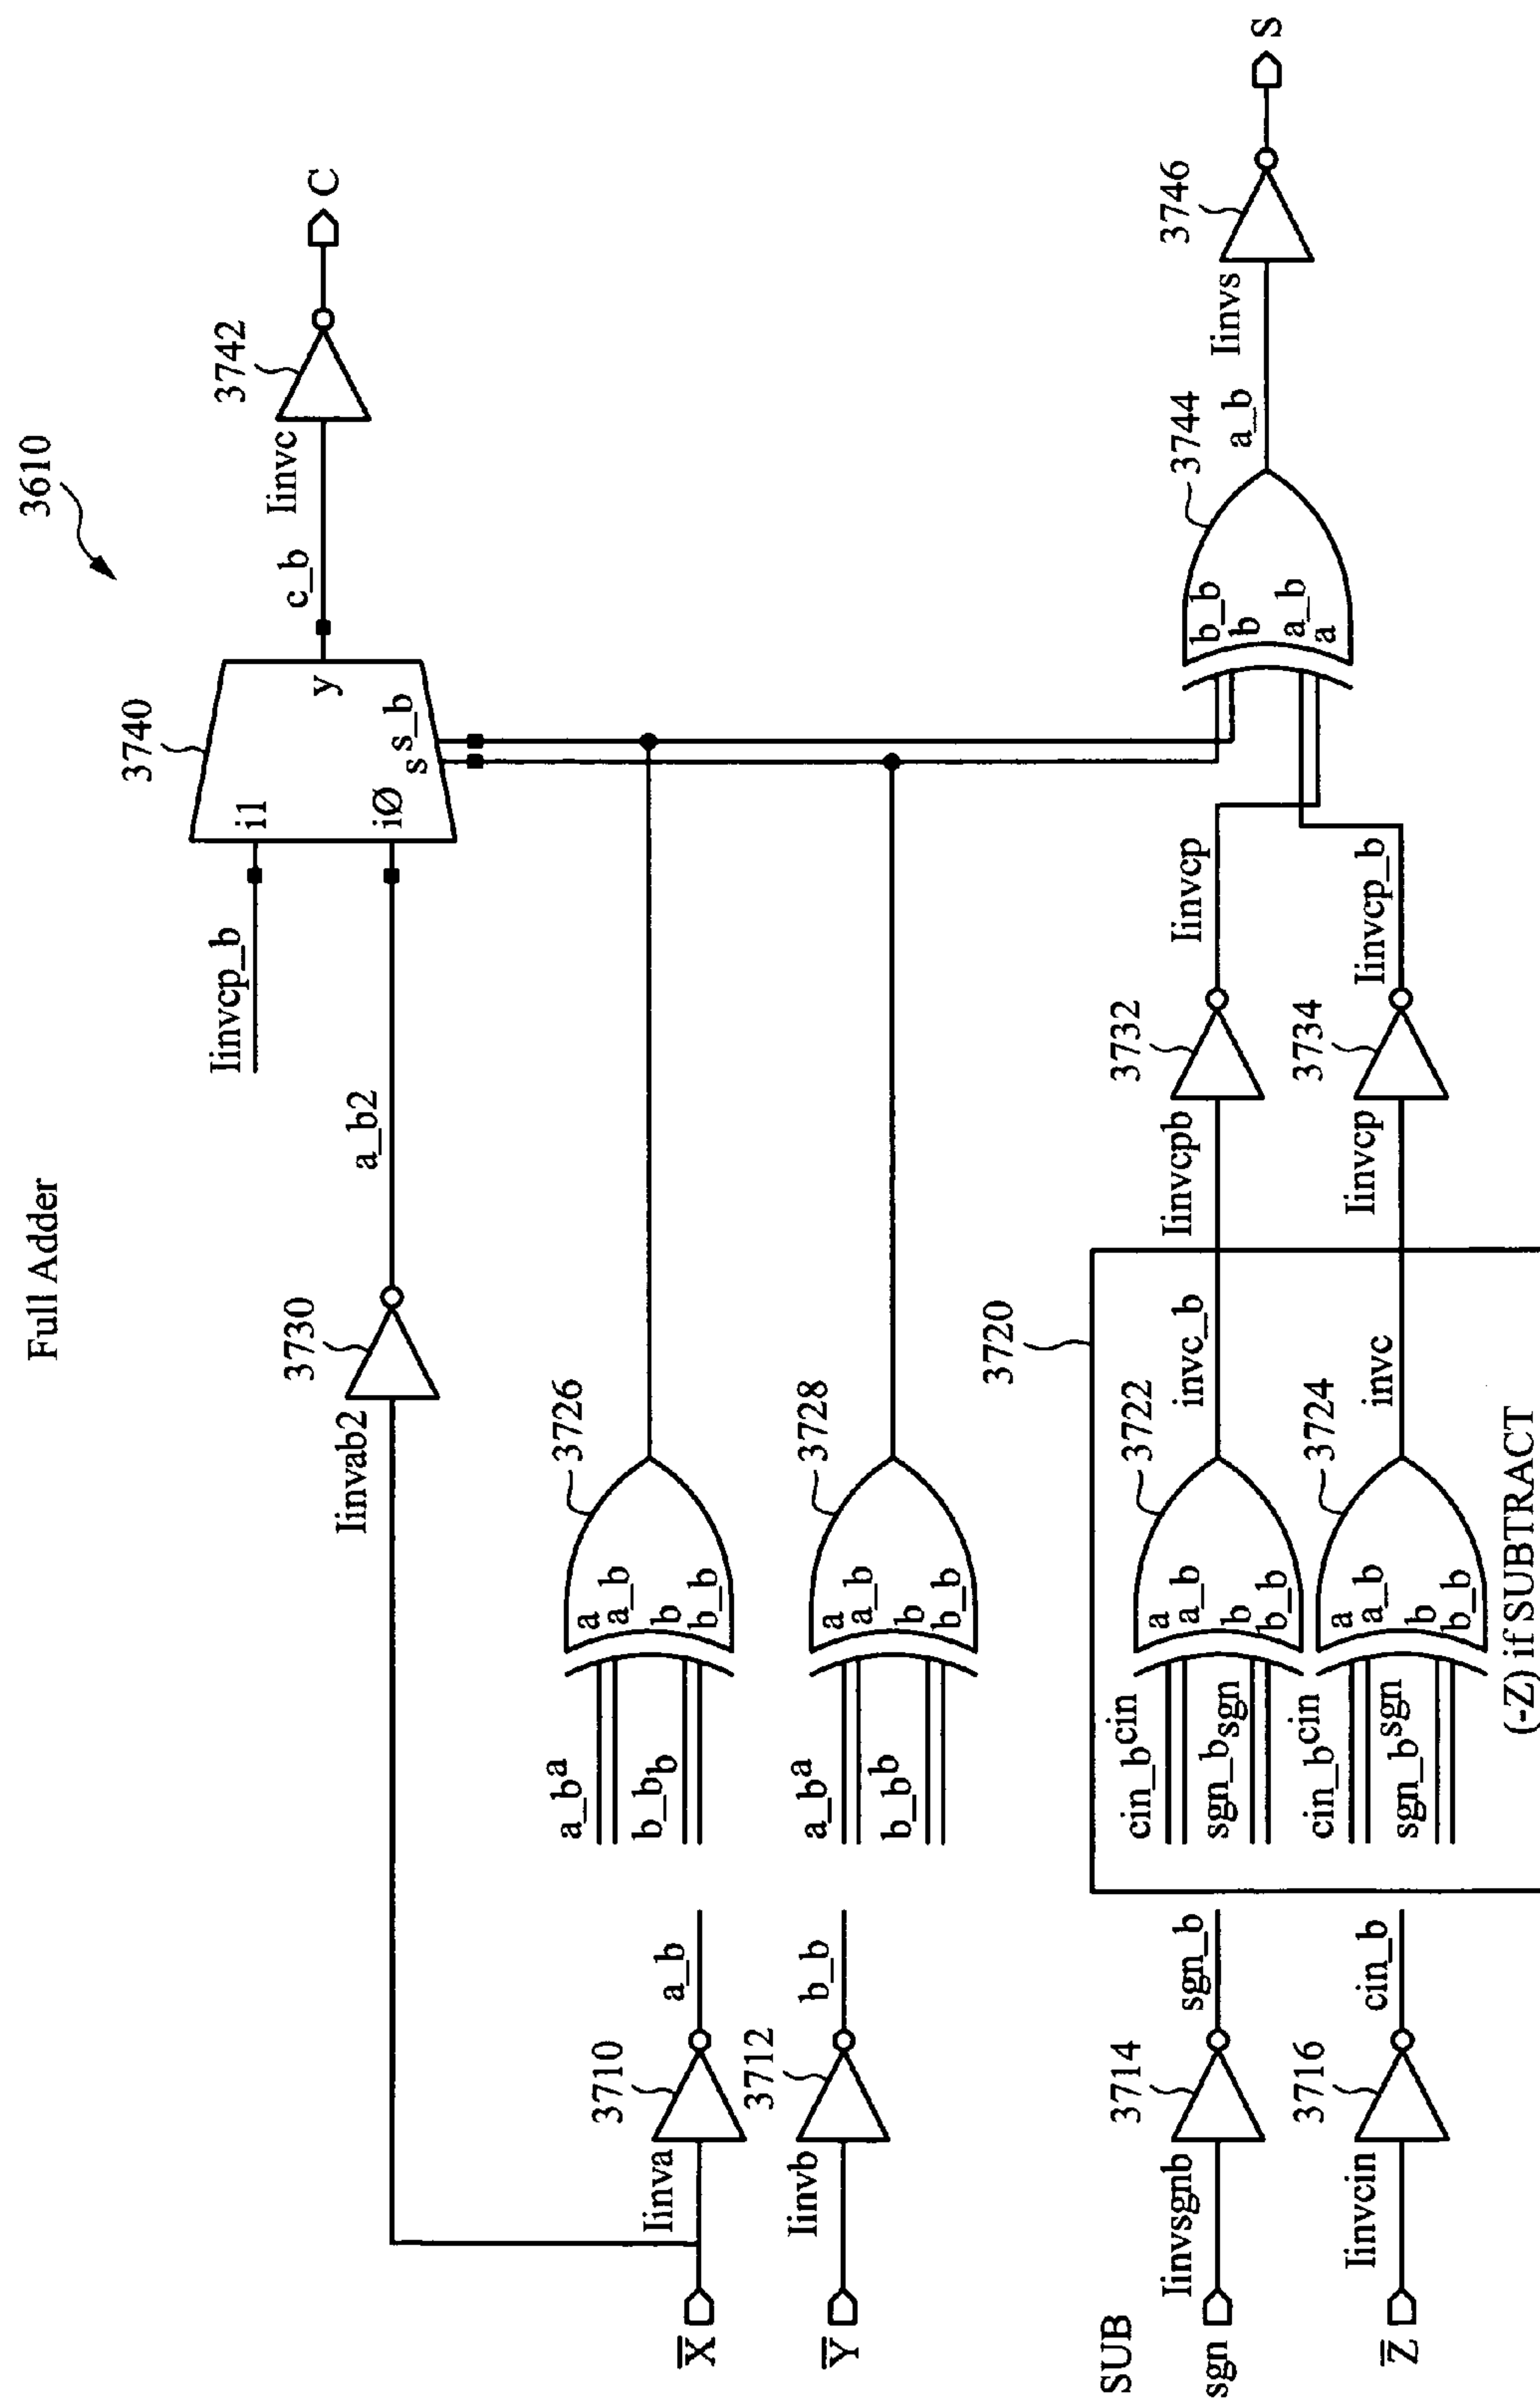 Full Adder
3610
3740
Iinvcp_b
i1
iØ
y
s
s_b
c_b
Iinvc
3742
C
Iinvab2
3730
a_b2
3726
a_b
a
b_b
b
a
a_b
b
b_b
3728
a_b
a
b_b
b
a
a_b
b
b_b
X̅
Iinva
3710
a_b
Y̅
Iinvb
3712
b_b
3720
SUB
sgn
Iinvsgnb
3714
sgn_b
cin_b
cin
sgn_b
sgn
a
a_b
b
b_b
3722
invc_b
Iinvcpb
3732
Iinvcp
Z̅
Iinvcin
3716
cin_b
cin_b
cin
sgn_b
sgn
a
a_b
b
b_b
3724
invc
Iinvcp
3734
Iinvcp_b
(-Z) if SUBTRACT
b_b
b
a_b
a
3744
a_b
Iinvs
3746
S